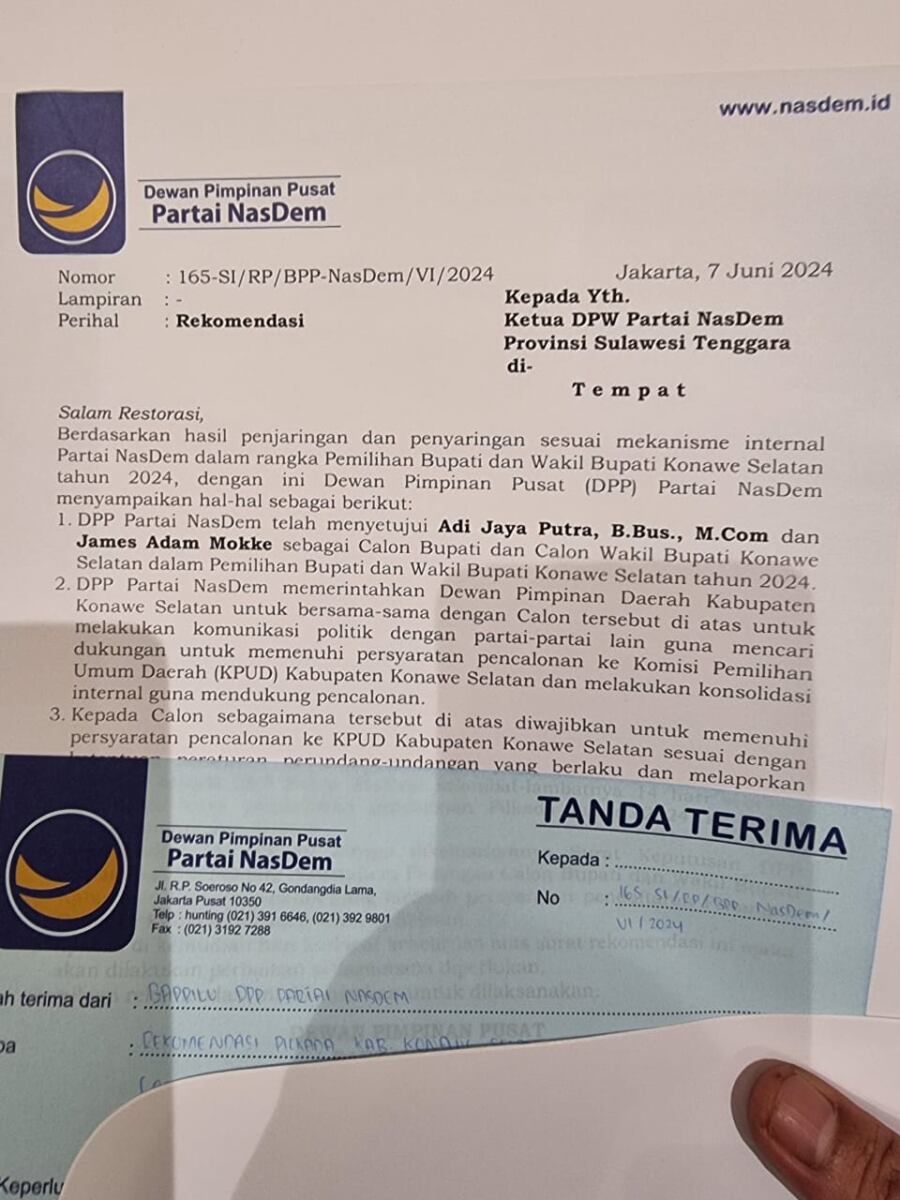 www.nasdem.id
Dewan Pimpinan Pusat
Partai NasDem
Nomor : 165-SI/RP/BPP-NasDem/VI/2024
Jakarta, 7 Juni 2024
Lampiran : -
Perihal : Rekomendasi
Kepada Yth.
Ketua DPW Partai NasDem
Provinsi Sulawesi Tenggara
di-
Tempat
Salam Restorasi,
Berdasarkan hasil penjaringan dan penyaringan sesuai mekanisme internal
Partai NasDem dalam rangka Pemilihan Bupati dan Wakil Bupati Konawe Selatan
tahun 2024, dengan ini Dewan Pimpinan Pusat (DPP) Partai NasDem
menyampaikan hal-hal sebagai berikut:
1. DPP Partai NasDem telah menyetujui Adi Jaya Putra, B.Bus., M.Com dan
James Adam Mokke sebagai Calon Bupati dan Calon Wakil Bupati Konawe
Selatan dalam Pemilihan Bupati dan Wakil Bupati Konawe Selatan tahun 2024.
2. DPP Partai NasDem memerintahkan Dewan Pimpinan Daerah Kabupaten
Konawe Selatan untuk bersama-sama dengan Calon tersebut di atas untuk
melakukan komunikasi politik dengan partai-partai lain guna mencari
dukungan untuk memenuhi persyaratan pencalonan ke Komisi Pemilihan
Umum Daerah (KPUD) Kabupaten Konawe Selatan dan melakukan konsolidasi
internal guna mendukung pencalonan.
3. Kepada Calon sebagaimana tersebut di atas diwajibkan untuk memenuhi
persyaratan pencalonan ke KPUD Kabupaten Konawe Selatan sesuai dengan
peraturan perundang-undangan yang berlaku dan melaporkan
Dewan Pimpinan Pusat
Partai NasDem
Jl. R.P. Soeroso No 42, Gondangdia Lama,
Jakarta Pusat 10350
Telp : hunting (021) 391 6646, (021) 392 9801
Fax : (021) 3192 7288
TANDA TERIMA
Kepada :
No : 165-SI/RP/BPP-NasDem/
VI/2024
ah terima dari : BAPPILU DPP PARTAI NASDEM
pa : REKOMENDASI PILKADA KAB. KONAWE
Keperlu